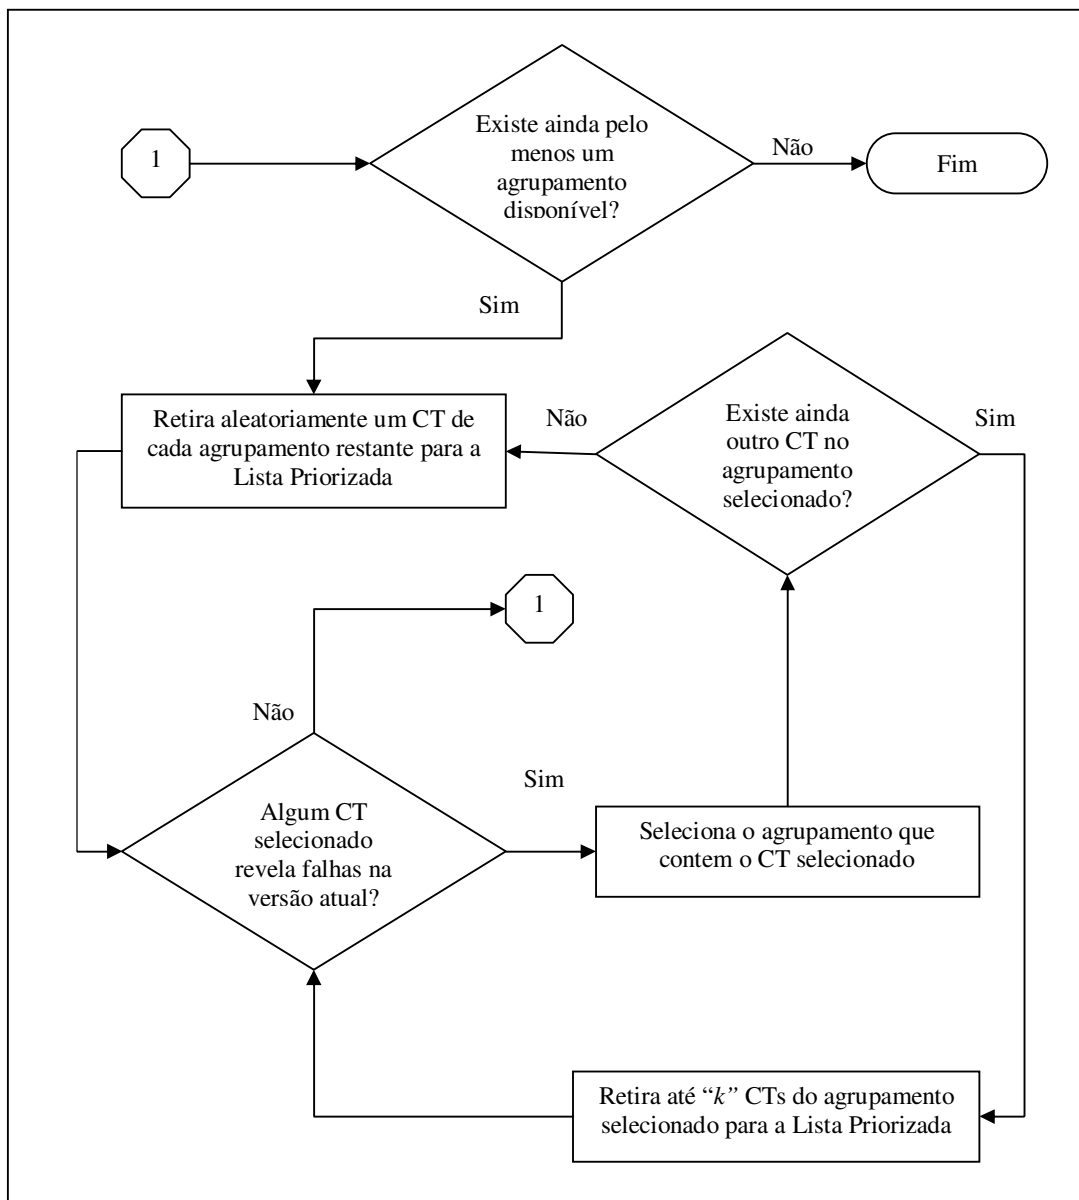 1
Existe ainda pelo
menos um
agrupamento
disponível?
Não
Fim
Sim
Retira aleatoriamente um CT de
cada agrupamento restante para a
Lista Priorizada
Não
Existe ainda
outro CT no
agrupamento
selecionado?
Sim
1
Não
Algum CT
selecionado
revela falhas na
versão atual?
Sim
Seleciona o agrupamento que
contem o CT selecionado
Retira até “k” CTs do agrupamento
selecionado para a Lista Priorizada